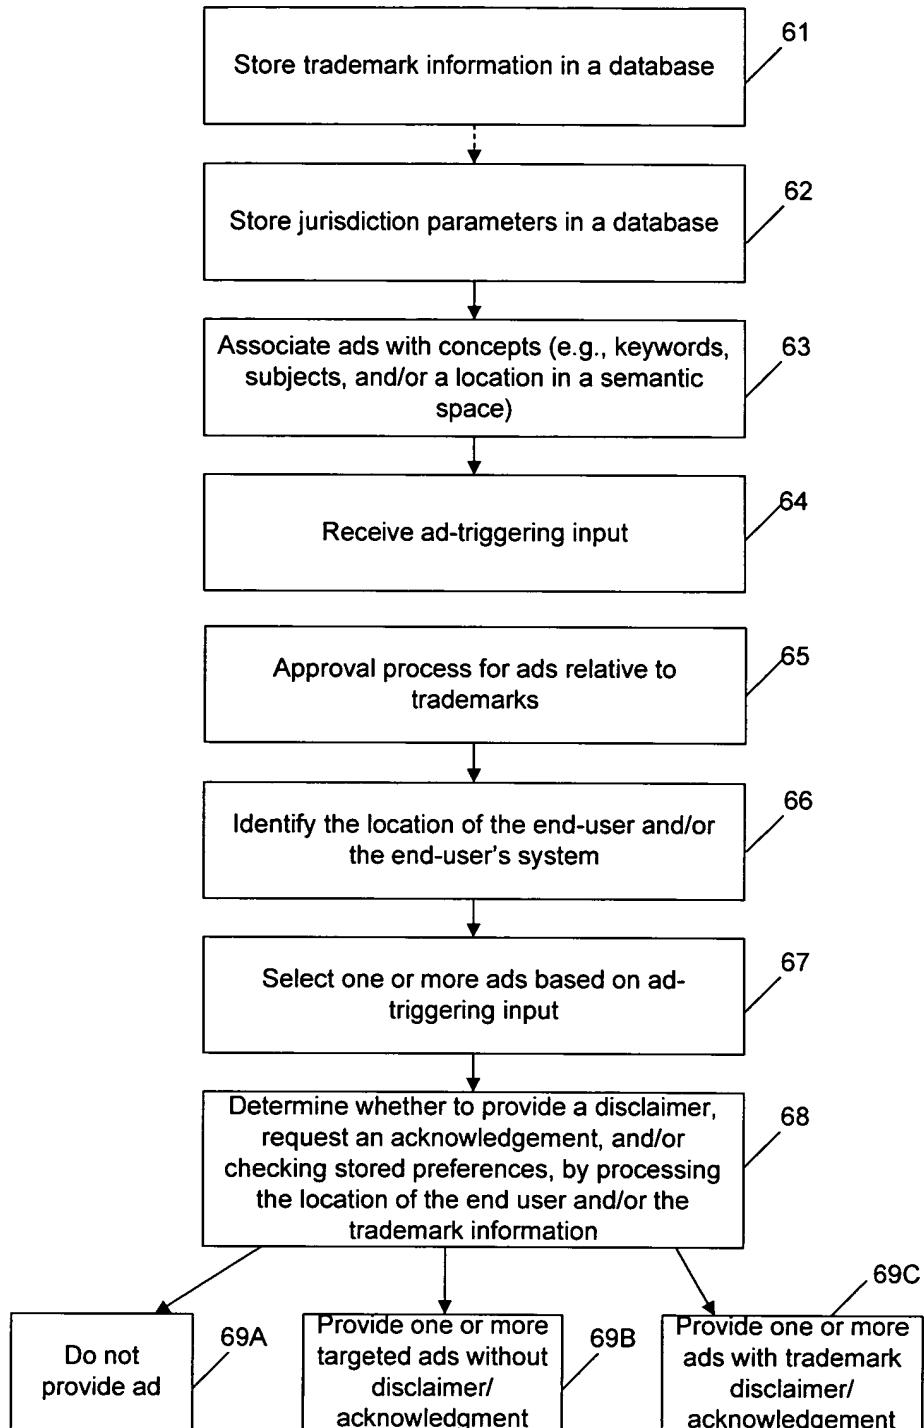 61
Store trademark information in a database
62
Store jurisdiction parameters in a database
63
Associate ads with concepts (e.g., keywords,
subjects, and/or a location in a semantic
space)
64
Receive ad-triggering input
65
Approval process for ads relative to
trademarks
66
Identify the location of the end-user and/or
the end-user's system
67
Select one or more ads based on ad-
triggering input
68
Determine whether to provide a disclaimer,
request an acknowledgement, and/or
checking stored preferences, by processing
the location of the end user and/or the
trademark information
69A
Do not
provide ad
69B
Provide one or more
targeted ads without
disclaimer/
acknowledgment
69C
Provide one or more
ads with trademark
disclaimer/
acknowledgement